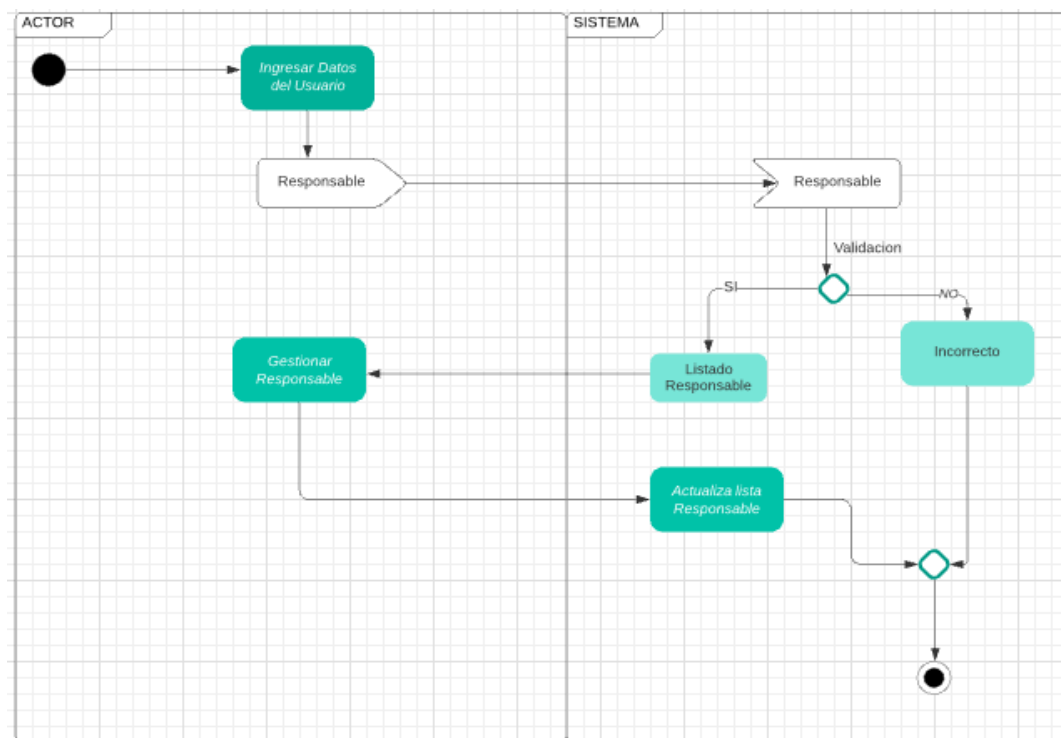 ACTOR
SISTEMA
Ingresar Datos
del Usuario
Responsable
Responsable
Validacion
SI
NO
Incorrecto
Gestionar
Responsable
Listado
Responsable
Actualiza lista
Responsable